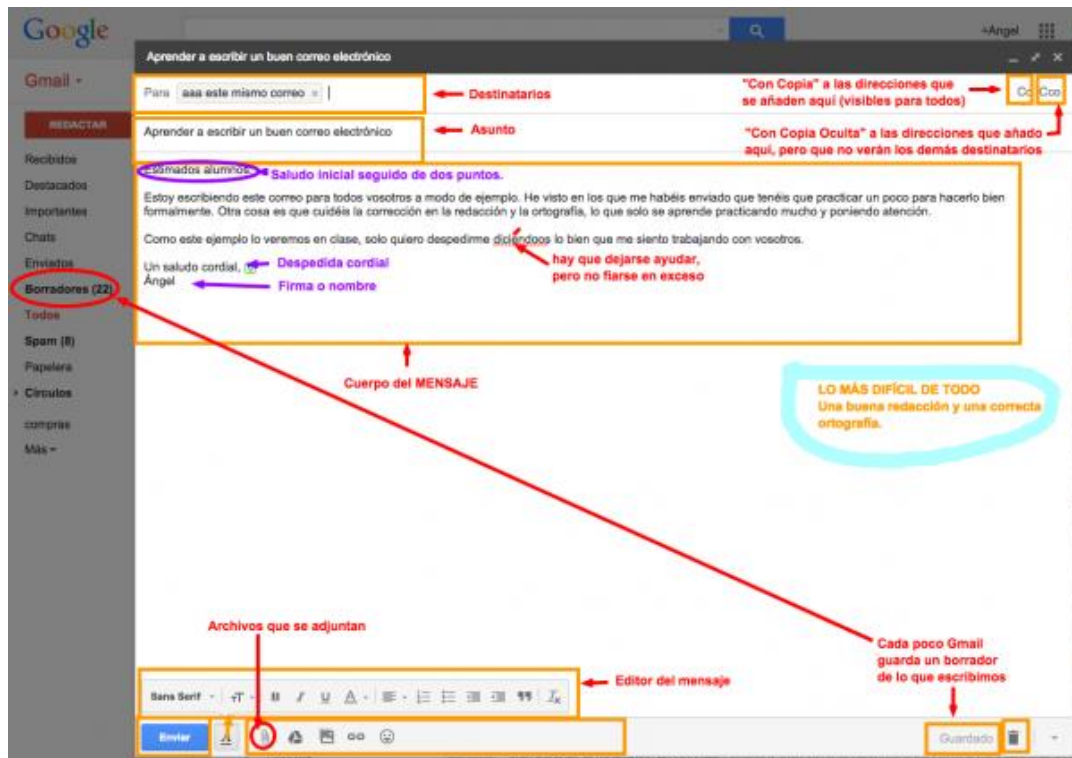 Google
+Ángel
Aprender a escribir un buen correo electrónico
Gmail
Para aaa este mismo correo ×
Destinatarios
"Con Copia" a las direcciones que
se añaden aquí (visibles para todos)
Cc Cco
REDACTAR
Aprender a escribir un buen correo electrónico
Asunto
"Con Copia Oculta" a las direcciones que añado
aquí, pero que no verán los demás destinatarios
Recibidos
Destacados
Importantes
Chats
Enviados
Borradores (22)
Todos
Spam (8)
Papelera
Círculos
compras
Más
Estimados alumnos:
Saludo inicial seguido de dos puntos.
Estoy escribiendo este correo para todos vosotros a modo de ejemplo. He visto en los que me habéis enviado que tenéis que practicar un poco para hacerlo bien
formalmente. Otra cosa es que cuidéis la corrección en la redacción y la ortografía, lo que solo se aprende practicando mucho y poniendo atención.
Como este ejemplo lo veremos en clase, solo quiero despedirme diciéndoos lo bien que me siento trabajando con vosotros.
hay que dejarse ayudar,
pero no fiarse en exceso
Un saludo cordial,
Despedida cordial
Ángel
Firma o nombre
Cuerpo del MENSAJE
LO MÁS DIFÍCIL DE TODO
Una buena redacción y una correcta
ortografía.
Archivos que se adjuntan
Cada poco Gmail
guarda un borrador
de lo que escribimos
Editor del mensaje
Sans Serif
Enviar
Guardado